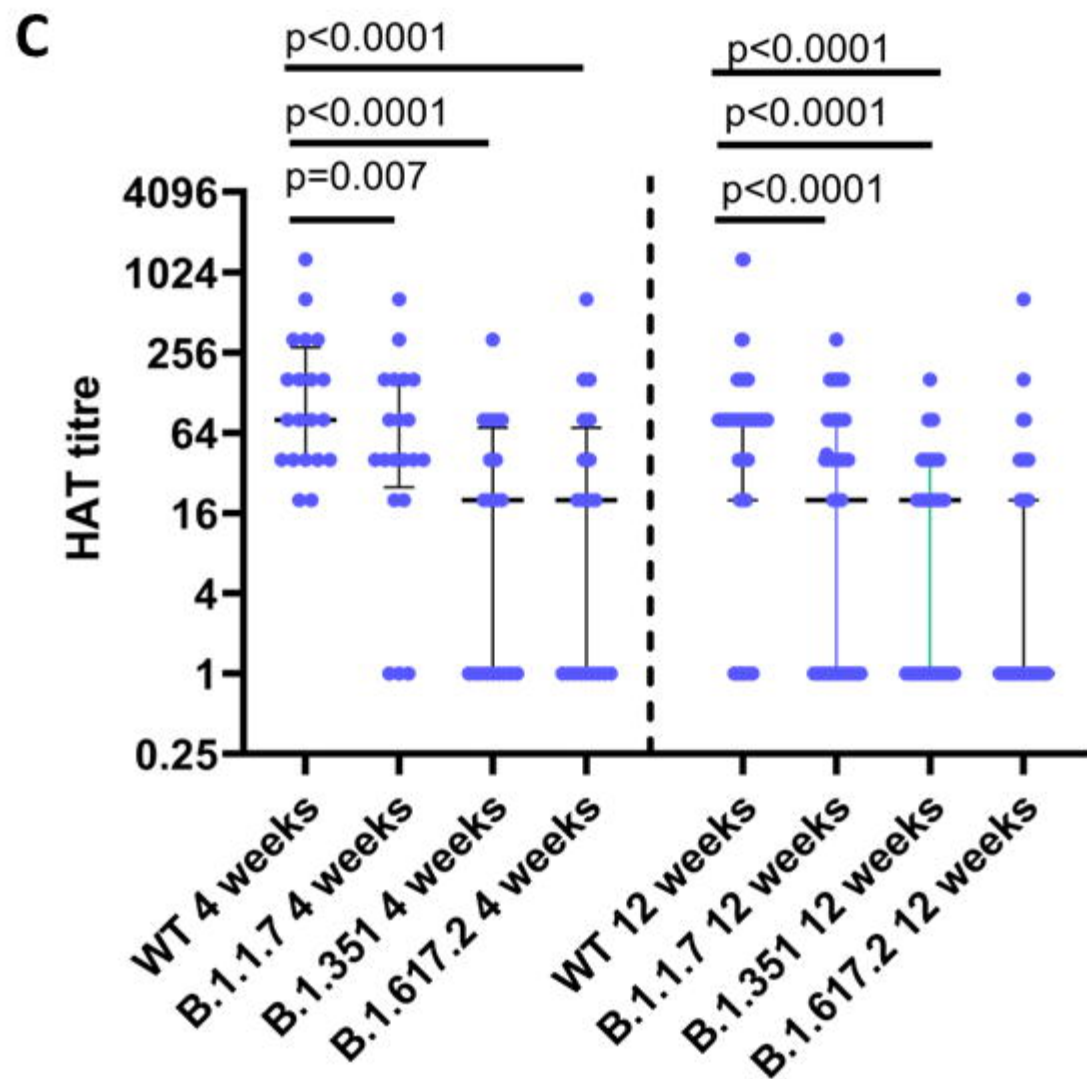 C
p<0.0001
p<0.0001
p=0.007
p<0.0001
p<0.0001
p<0.0001
HAT titre
4096
1024
256
64
16
4
1
0.25
WT 4 weeks
B.1.1.7 4 weeks
B.1.351 4 weeks
B.1.617.2 4 weeks
WT 12 weeks
B.1.1.7 12 weeks
B.1.351 12 weeks
B.1.617.2 12 weeks